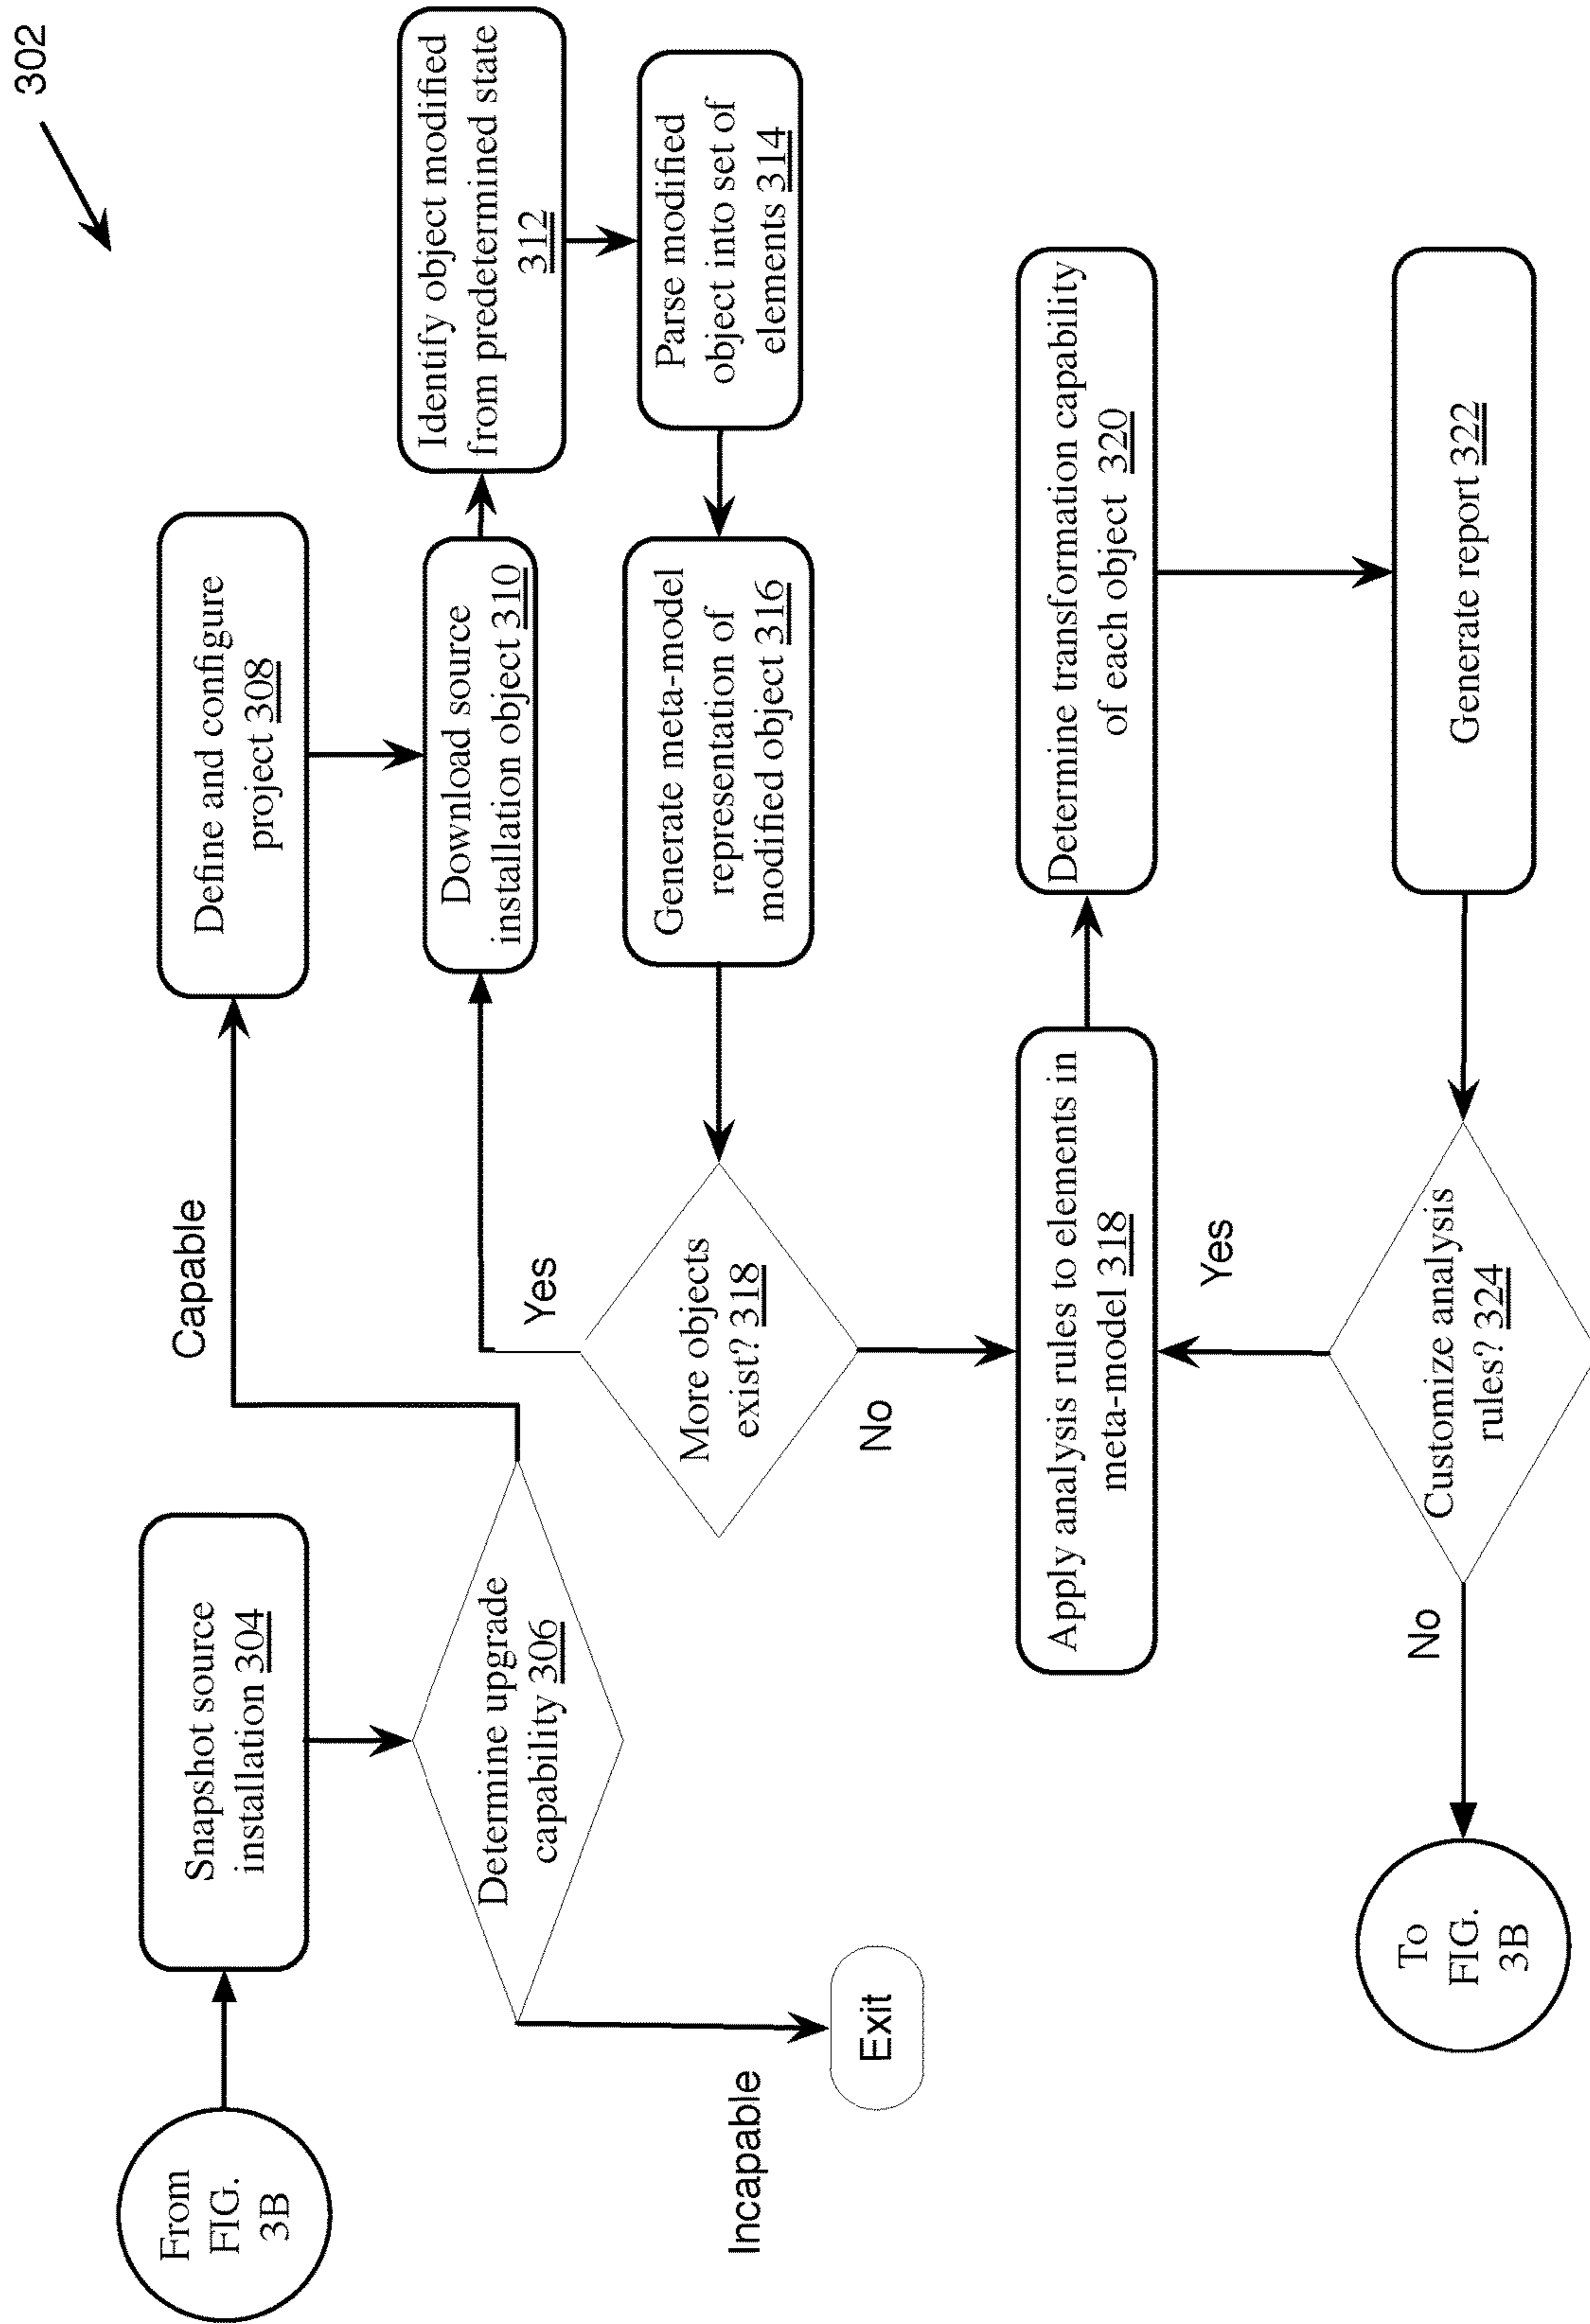 302
From
FIG.
3B
Snapshot source
installation 304
Determine upgrade
capability 306
Capable
Incapable
Exit
Define and configure
project 308
Download source
installation object 310
Identify object modified
from predetermined state
312
Parse modified
object into set of
elements 314
Generate meta-model
representation of
modified object 316
More objects
exist? 318
Yes
No
Apply analysis rules to elements in
meta-model 318
Determine transformation capability
of each object 320
Generate report 322
Customize analysis
rules? 324
Yes
No
To
FIG.
3B